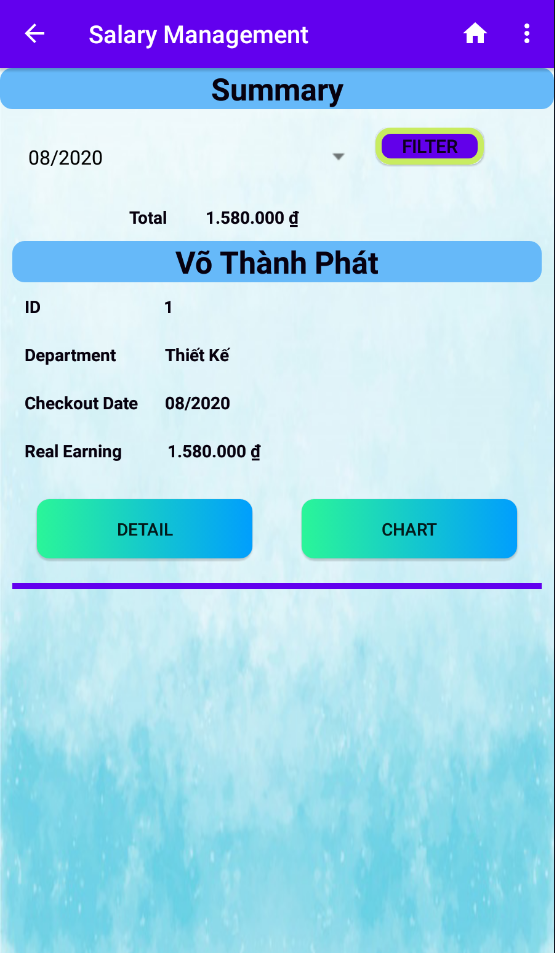 Salary Management
Summary
08/2020
FILTER
Total 1.580.000 ₫
Võ Thành Phát
ID 1
Department Thiết Kế
Checkout Date 08/2020
Real Earning 1.580.000 ₫
DETAIL CHART